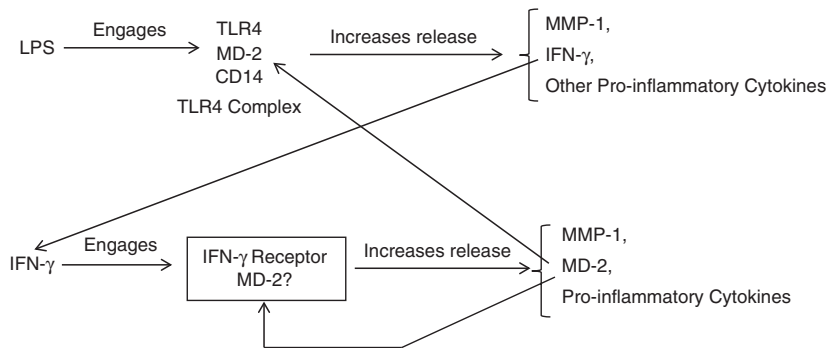 LPS
Engages
TLR4
MD-2
CD14
TLR4 Complex
Increases release
MMP-1,
IFN-γ,
Other Pro-inflammatory Cytokines
IFN-γ
Engages
IFN-γ Receptor
MD-2?
Increases release
MMP-1,
MD-2,
Pro-inflammatory Cytokines